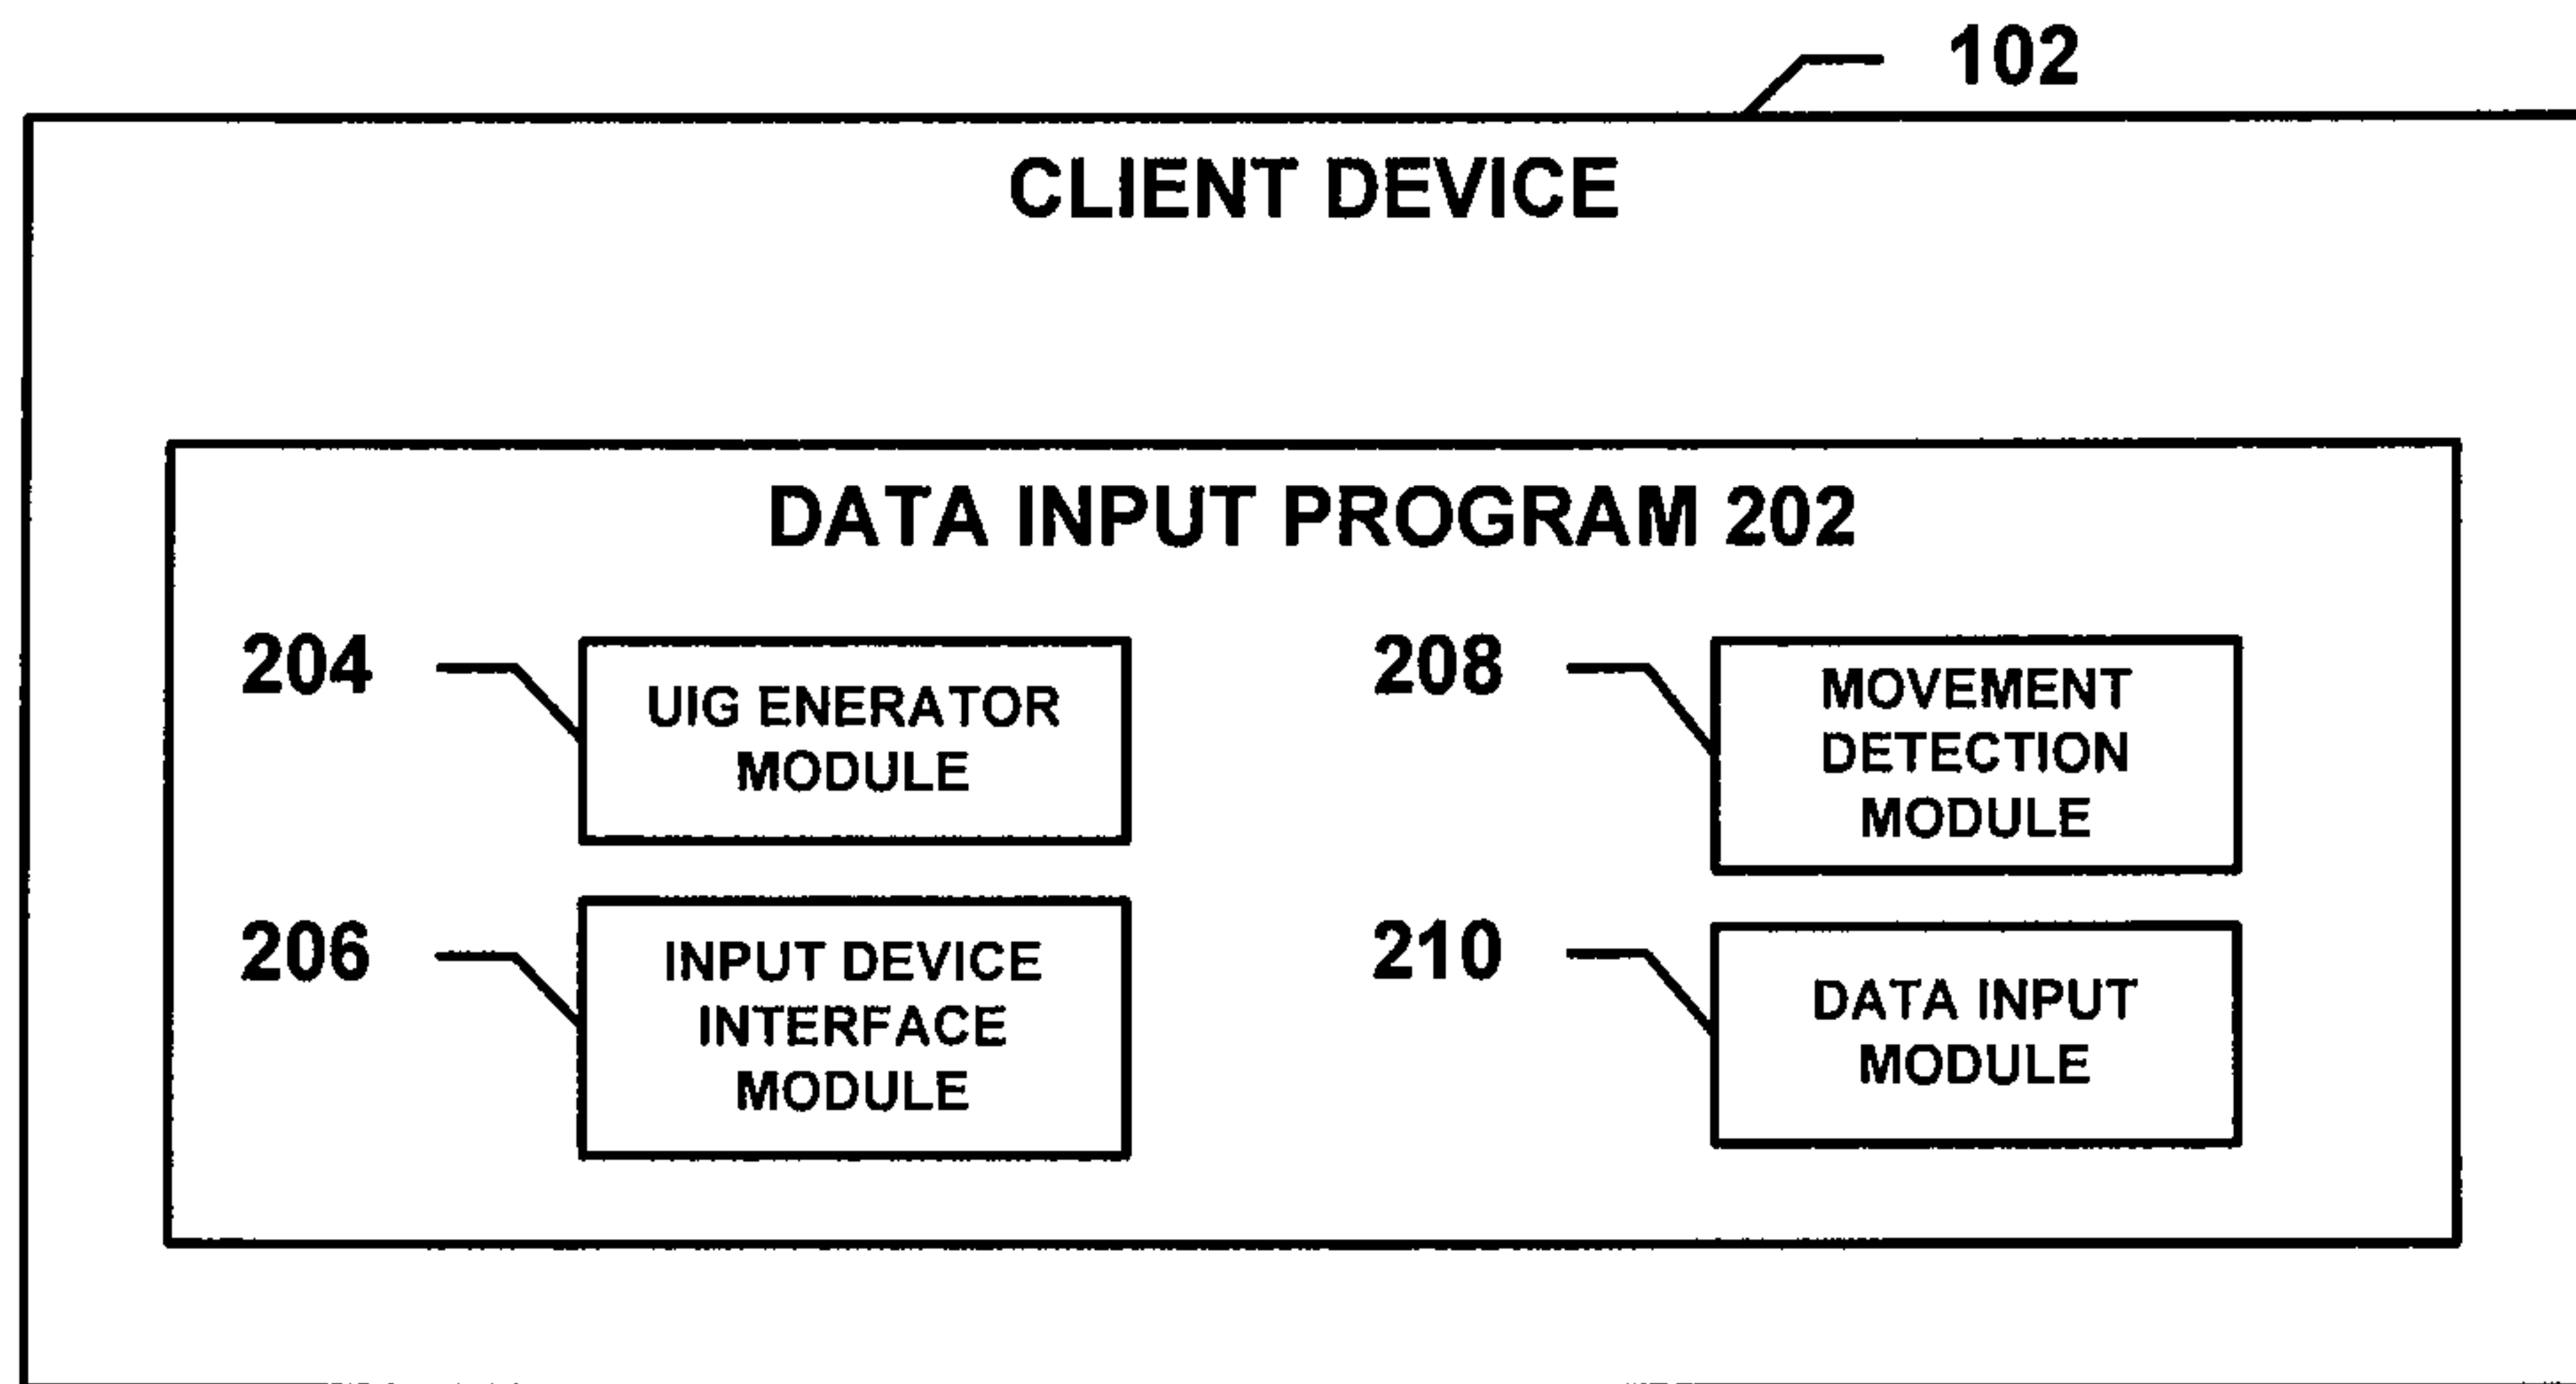 102
CLIENT DEVICE
DATA INPUT PROGRAM 202
204
UIG ENERATOR
MODULE
206
INPUT DEVICE
INTERFACE
MODULE
208
MOVEMENT
DETECTION
MODULE
210
DATA INPUT
MODULE